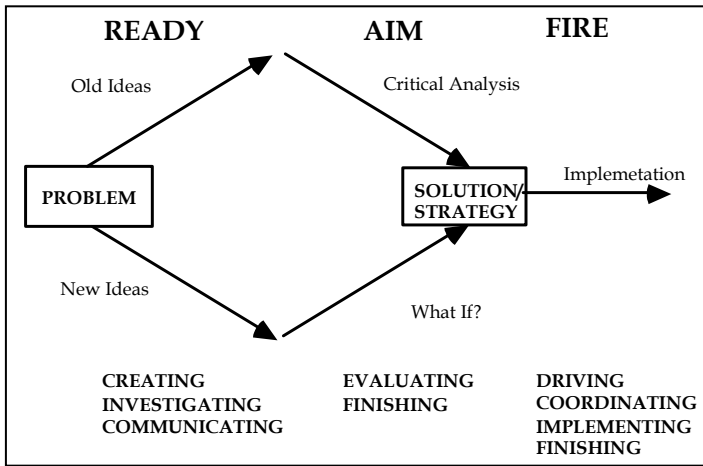 READY AIM FIRE
Old Ideas
Critical Analysis
Implemetation
PROBLEM
SOLUTION/
STRATEGY
New Ideas
What If?
CREATING
INVESTIGATING
COMMUNICATING
EVALUATING
FINISHING
DRIVING
COORDINATING
IMPLEMENTING
FINISHING